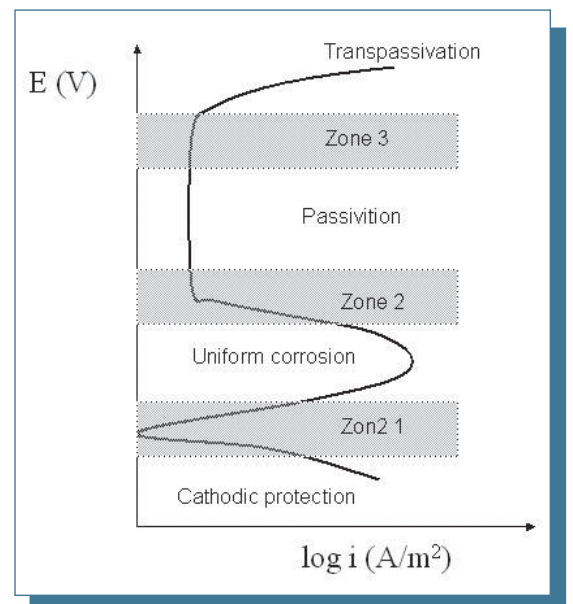 Transpassivation
E (V)
Zone 3
Passivition
Zone 2
Uniform corrosion
Zon2 1
Cathodic protection
log i (A/m²)